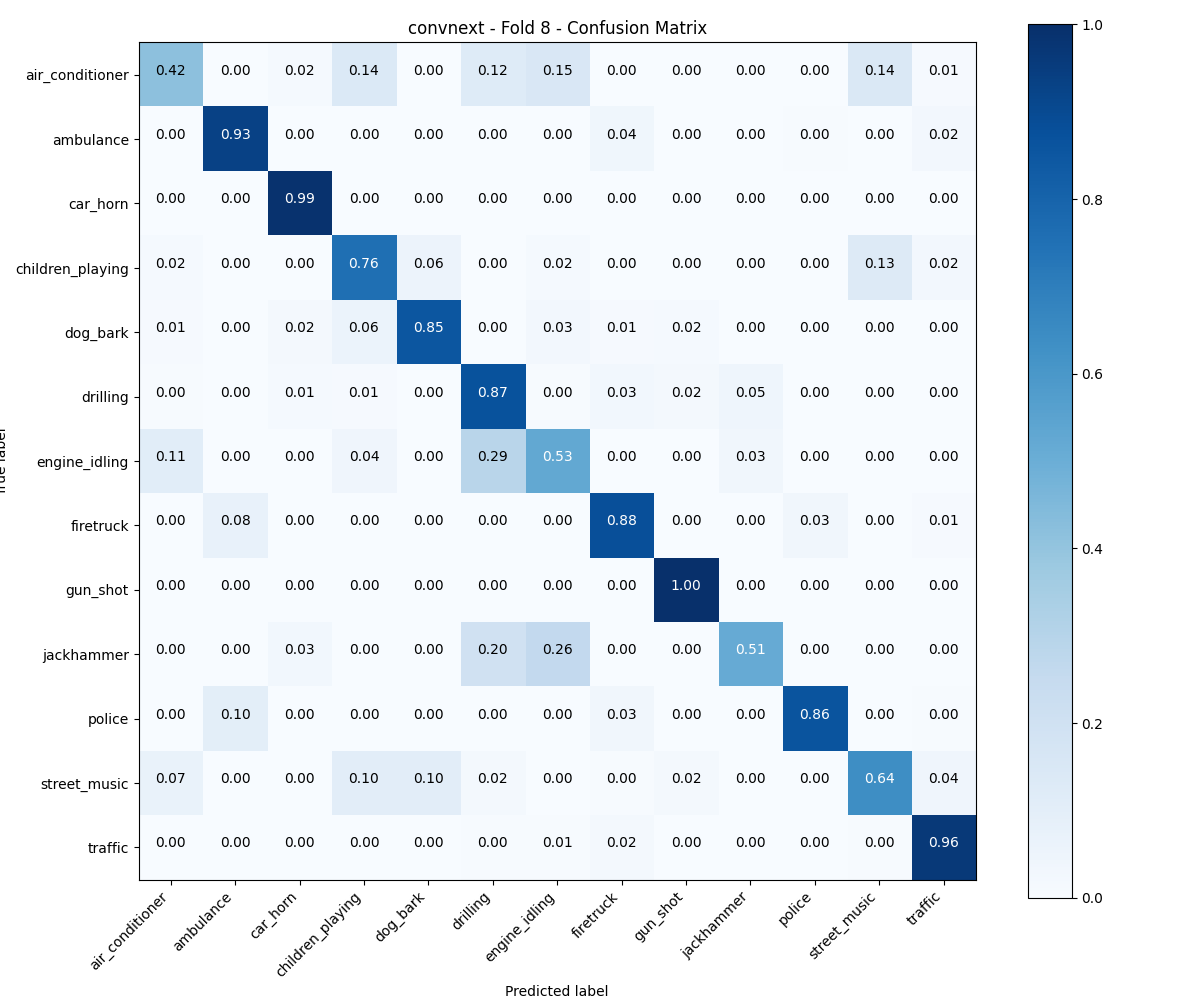 convnext - Fold 8 - Confusion Matrix
air_conditioner 0.42 0.00 0.02 0.14 0.00 0.12 0.15 0.00 0.00 0.00 0.00 0.14 0.01
ambulance 0.00 0.93 0.00 0.00 0.00 0.00 0.00 0.04 0.00 0.00 0.00 0.00 0.02
car_horn 0.00 0.00 0.99 0.00 0.00 0.00 0.00 0.00 0.00 0.00 0.00 0.00 0.00
children_playing 0.02 0.00 0.00 0.76 0.06 0.00 0.02 0.00 0.00 0.00 0.00 0.13 0.02
dog_bark 0.01 0.00 0.02 0.06 0.85 0.00 0.03 0.01 0.02 0.00 0.00 0.00 0.00
drilling 0.00 0.00 0.01 0.01 0.00 0.87 0.00 0.03 0.02 0.05 0.00 0.00 0.00
engine_idling 0.11 0.00 0.00 0.04 0.00 0.29 0.53 0.00 0.00 0.03 0.00 0.00 0.00
firetruck 0.00 0.08 0.00 0.00 0.00 0.00 0.00 0.88 0.00 0.00 0.03 0.00 0.01
gun_shot 0.00 0.00 0.00 0.00 0.00 0.00 0.00 0.00 1.00 0.00 0.00 0.00 0.00
jackhammer 0.00 0.00 0.03 0.00 0.00 0.20 0.26 0.00 0.00 0.51 0.00 0.00 0.00
police 0.00 0.10 0.00 0.00 0.00 0.00 0.00 0.03 0.00 0.00 0.86 0.00 0.00
street_music 0.07 0.00 0.00 0.10 0.10 0.02 0.00 0.00 0.02 0.00 0.00 0.64 0.04
traffic 0.00 0.00 0.00 0.00 0.00 0.00 0.01 0.02 0.00 0.00 0.00 0.00 0.96
air_conditioner ambulance car_horn children_playing dog_bark drilling engine_idling firetruck gun_shot jackhammer police street_music traffic
Predicted label
1.0
0.8
0.6
0.4
0.2
0.0